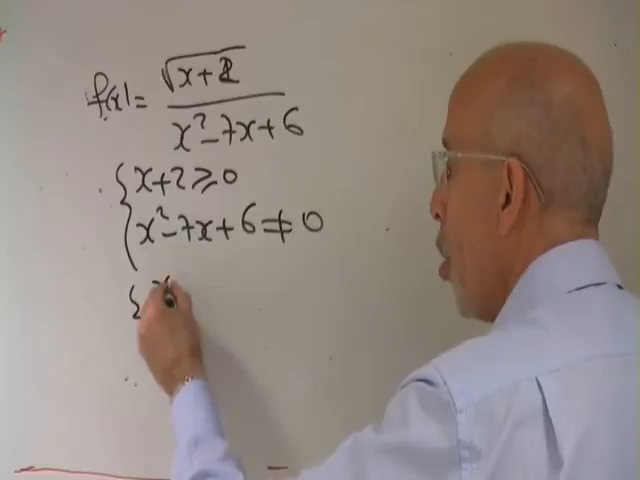 f(x) = √x+2 / x²-7x+6
{ x+2 ≥ 0
x²-7x+6 ≠ 0
{ x